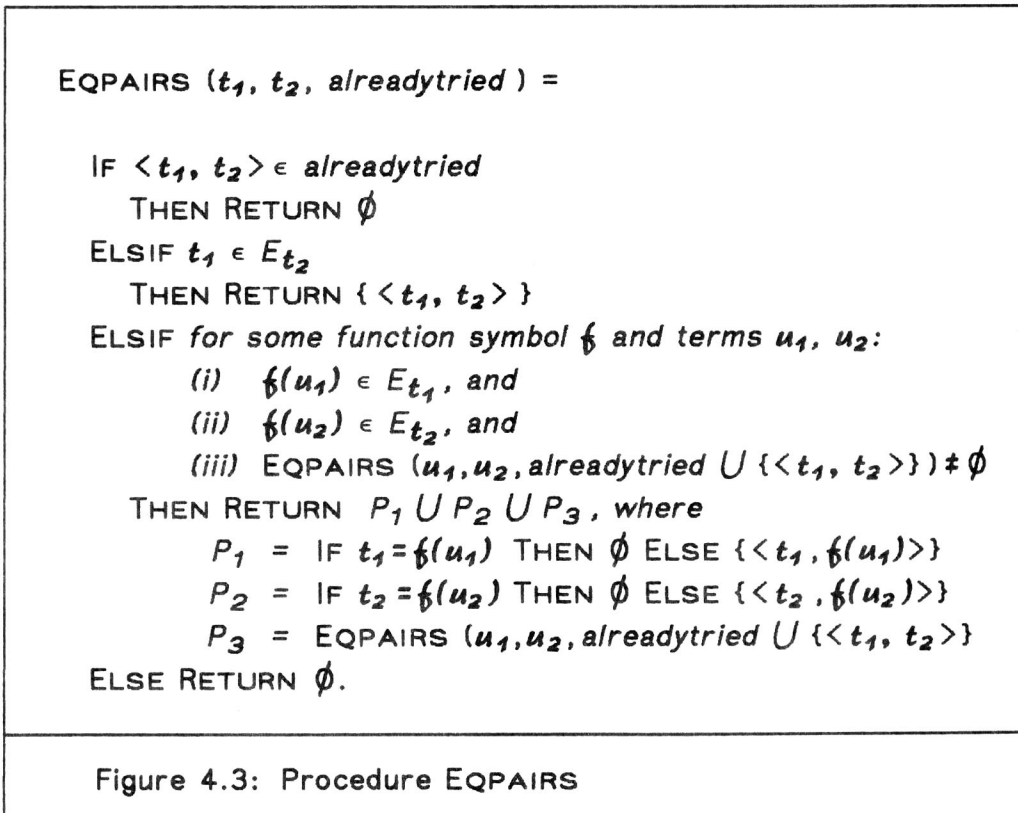 EQPAIRS (t₁, t₂, alreadytried ) =
IF <t₁, t₂> ϵ alreadytried
THEN RETURN ∅
ELSIF t₁ ϵ E_t₂
THEN RETURN { <t₁, t₂> }
ELSIF for some function symbol f and terms u₁, u₂:
(i) f(u₁) ϵ E_t₁, and
(ii) f(u₂) ϵ E_t₂, and
(iii) EQPAIRS (u₁,u₂,alreadytried ∪ {<t₁, t₂>}) ≠ ∅
THEN RETURN P₁ ∪ P₂ ∪ P₃, where
P₁ = IF t₁=f(u₁) THEN ∅ ELSE {<t₁,f(u₁)>}
P₂ = IF t₂=f(u₂) THEN ∅ ELSE {<t₂,f(u₂)>}
P₃ = EQPAIRS (u₁,u₂,alreadytried ∪ {<t₁, t₂>}
ELSE RETURN ∅.
Figure 4.3: Procedure EQPAIRS